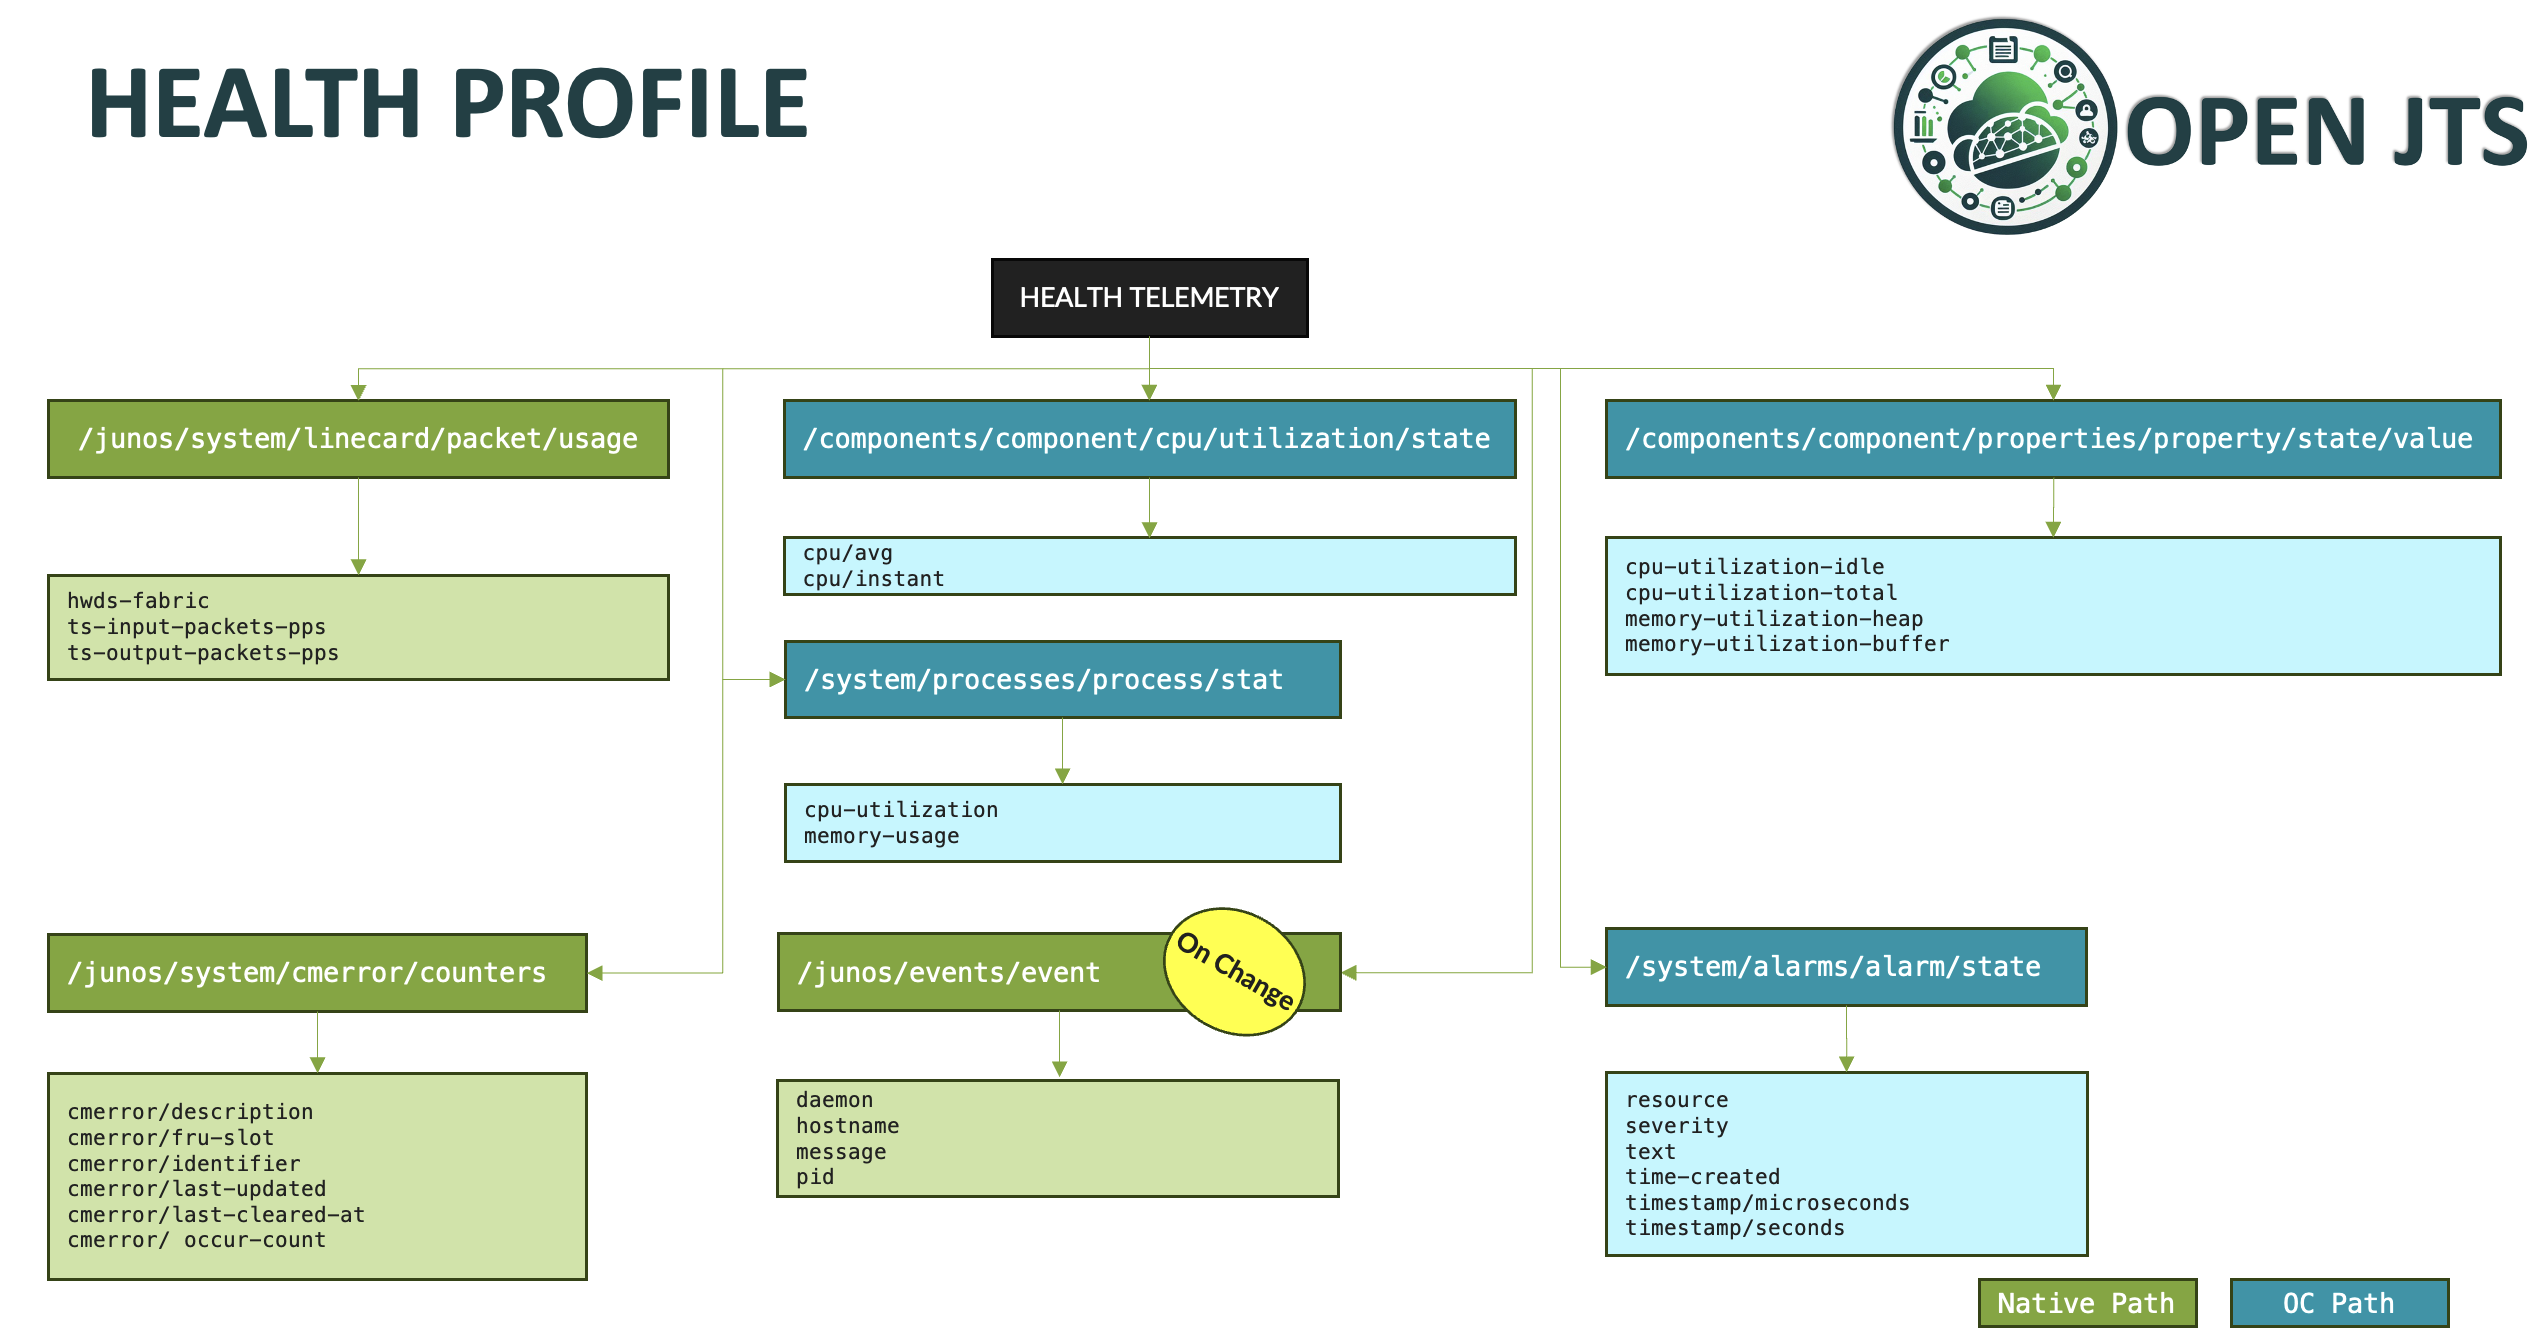 HEALTH PROFILE
OPEN JTS
HEALTH TELEMETRY
/junos/system/linecard/packet/usage
hwds-fabric
ts-input-packets-pps
ts-output-packets-pps
/components/component/cpu/utilization/state
cpu/avg
cpu/instant
/components/component/properties/property/state/value
cpu-utilization-idle
cpu-utilization-total
memory-utilization-heap
memory-utilization-buffer
/system/processes/process/stat
cpu-utilization
memory-usage
/junos/system/cmerror/counters
cmerror/description
cmerror/fru-slot
cmerror/identifier
cmerror/last-updated
cmerror/last-cleared-at
cmerror/ occur-count
/junos/events/event
On Change
daemon
hostname
message
pid
/system/alarms/alarm/state
resource
severity
text
time-created
timestamp/microseconds
timestamp/seconds
Native Path
OC Path